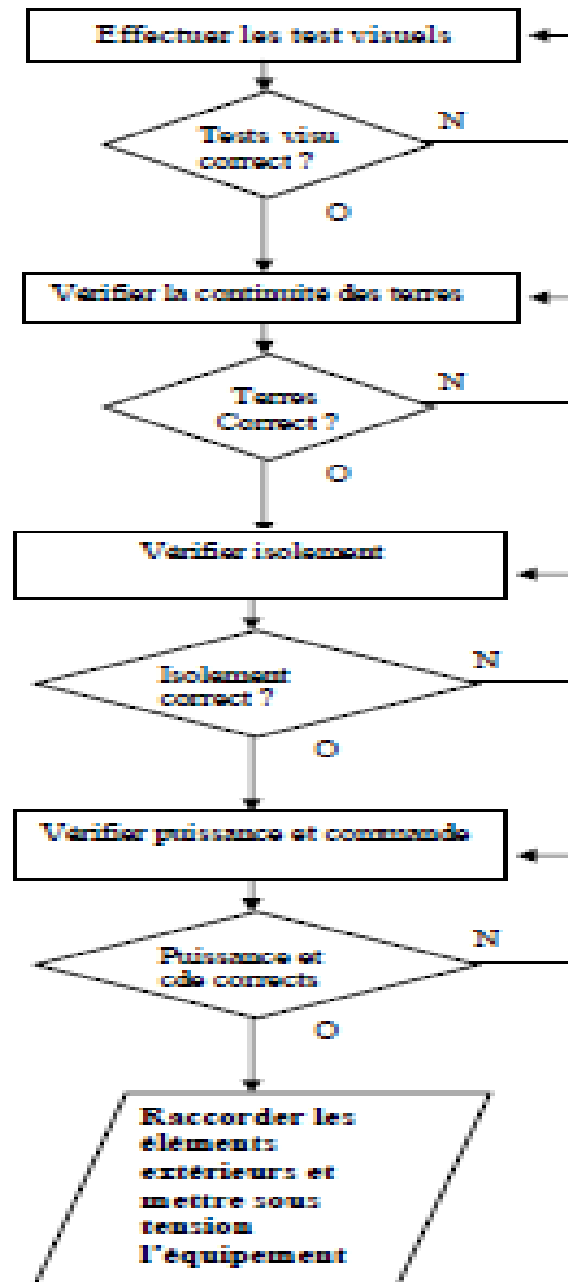 Effectuer les test visuels
Tests visu
correct ?
N
O
Vérifier la continuité des terres
Terres
Correct ?
N
O
Vérifier isolement
Isolement
correct ?
N
O
Vérifier puissance et commande
Puissance et
cde corrects
N
O
Raccorder les
éléments
extérieurs et
mettre sous
tension
l'équipement